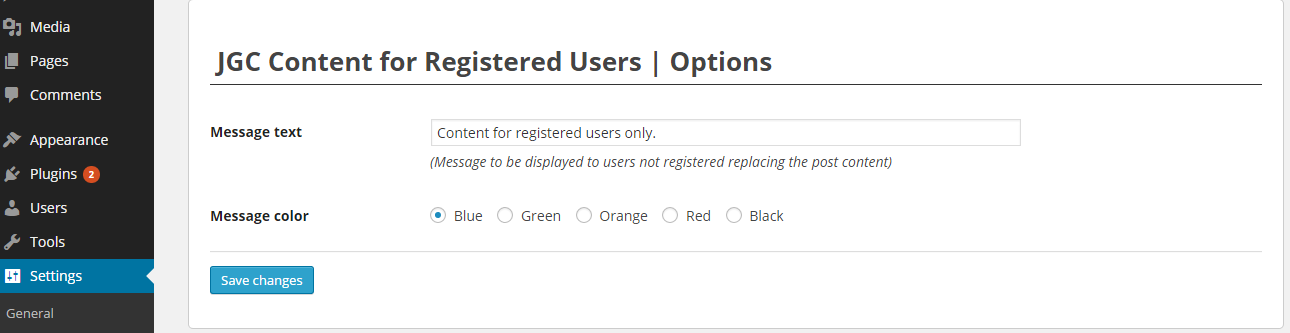 Media
Pages
Comments
Appearance
Plugins 2
Users
Tools
Settings
General
JGC Content for Registered Users | Options
Message text
Content for registered users only.
(Message to be displayed to users not registered replacing the post content)
Message color
Blue Green Orange Red Black
Save changes